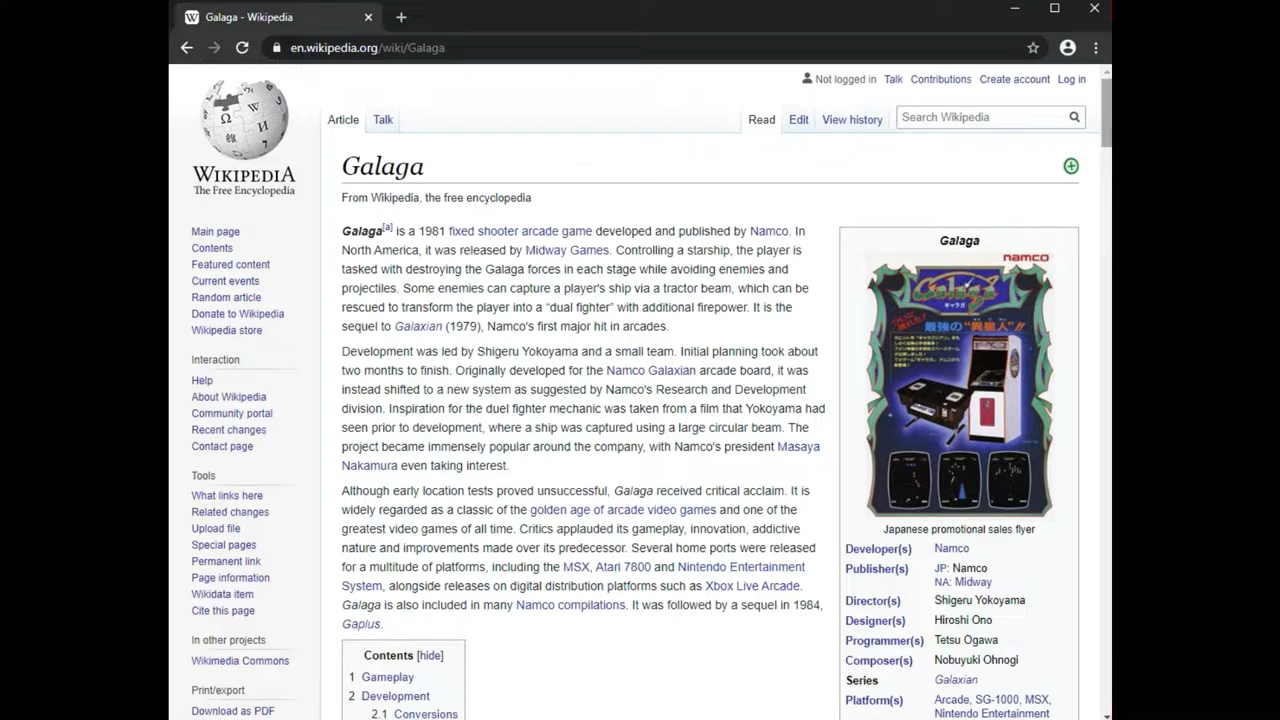 Galaga - Wikipedia
en.wikipedia.org/wiki/Galaga
Not logged in Talk Contributions Create account Log in
Article Talk Read Edit View history Search Wikipedia
WIKIPEDIA
The Free Encyclopedia
Main page
Contents
Featured content
Current events
Random article
Donate to Wikipedia
Wikipedia store
Interaction
Help
About Wikipedia
Community portal
Recent changes
Contact page
Tools
What links here
Related changes
Upload file
Special pages
Permanent link
Page information
Wikidata item
Cite this page
In other projects
Wikimedia Commons
Print/export
Download as PDF
Galaga
From Wikipedia, the free encyclopedia
Galaga[a] is a 1981 fixed shooter arcade game developed and published by Namco. In
North America, it was released by Midway Games. Controlling a starship, the player is
tasked with destroying the Galaga forces in each stage while avoiding enemies and
projectiles. Some enemies can capture a player's ship via a tractor beam, which can be
rescued to transform the player into a “dual fighter” with additional firepower. It is the
sequel to Galaxian (1979), Namco's first major hit in arcades.
Development was led by Shigeru Yokoyama and a small team. Initial planning took about
two months to finish. Originally developed for the Namco Galaxian arcade board, it was
instead shifted to a new system as suggested by Namco's Research and Development
division. Inspiration for the duel fighter mechanic was taken from a film that Yokoyama had
seen prior to development, where a ship was captured using a large circular beam. The
project became immensely popular around the company, with Namco's president Masaya
Nakamura even taking interest.
Although early location tests proved unsuccessful, Galaga received critical acclaim. It is
widely regarded as a classic of the golden age of arcade video games and one of the
greatest video games of all time. Critics applauded its gameplay, innovation, addictive
nature and improvements made over its predecessor. Several home ports were released
for a multitude of platforms, including the MSX, Atari 7800 and Nintendo Entertainment
System, alongside releases on digital distribution platforms such as Xbox Live Arcade.
Galaga is also included in many Namco compilations. It was followed by a sequel in 1984,
Gaplus.
Contents [hide]
1 Gameplay
2 Development
2.1 Conversions
Galaga
namco
ギャラガ
最強の“異星人”!!
Japanese promotional sales flyer
Developer(s) Namco
Publisher(s) JP: Namco
NA: Midway
Director(s) Shigeru Yokoyama
Designer(s) Hiroshi Ono
Programmer(s) Tetsu Ogawa
Composer(s) Nobuyuki Ohnogi
Series Galaxian
Platform(s) Arcade, SG-1000, MSX,
Nintendo Entertainment